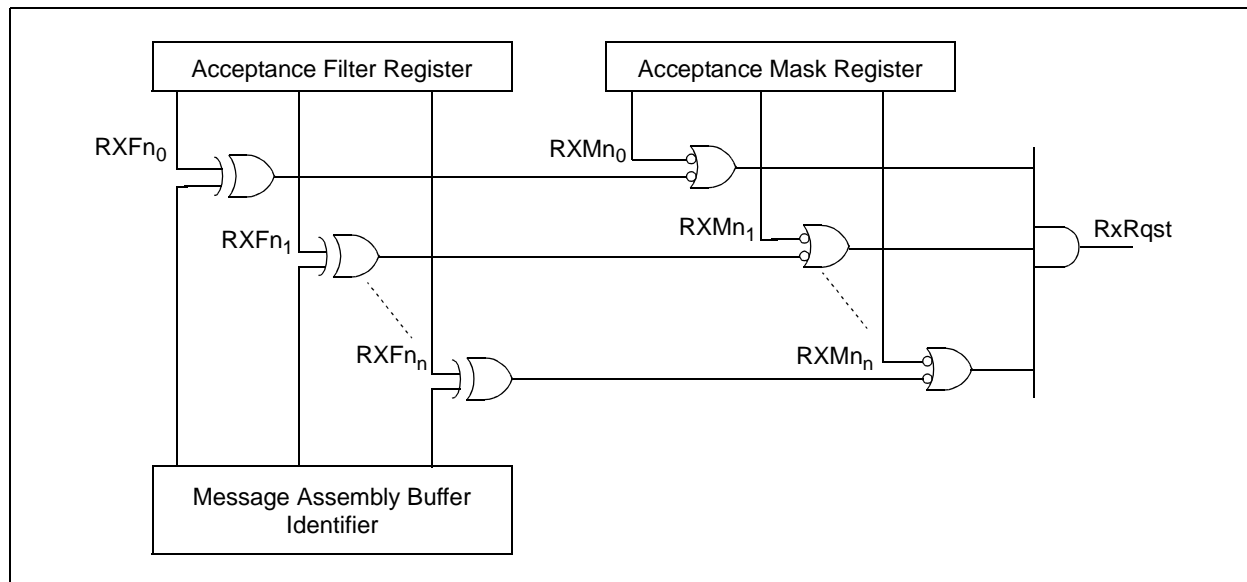 Acceptance Filter Register
Acceptance Mask Register
RXFn0
RXMn0
RXFn1
RXMn1
RxRqst
RXFnn
RXMnn
Message Assembly Buffer
Identifier